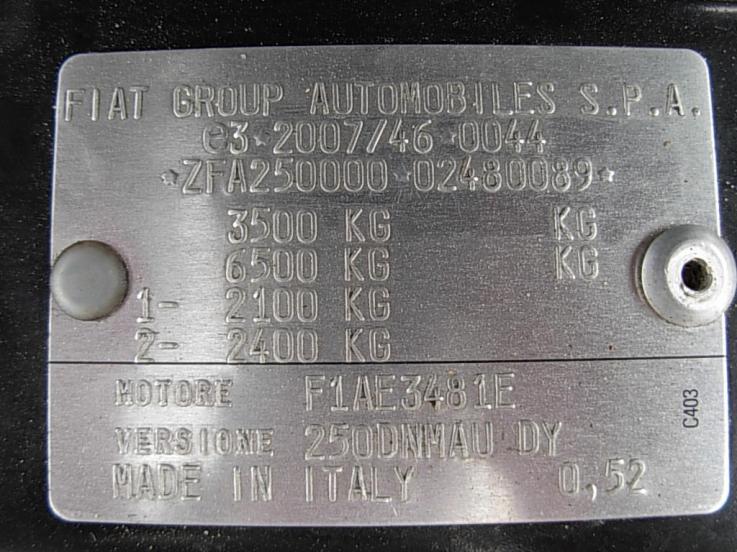 FIAT GROUP AUTOMOBILES S.P.A.
e3*2007/46*0044
*ZFA250000*02480089*
3500 KG KG
6500 KG KG
1- 2100 KG
2- 2400 KG
MOTORE F1AE3481E
VERSIONE 250DNMAU DY
MADE IN ITALY 0,52
C403